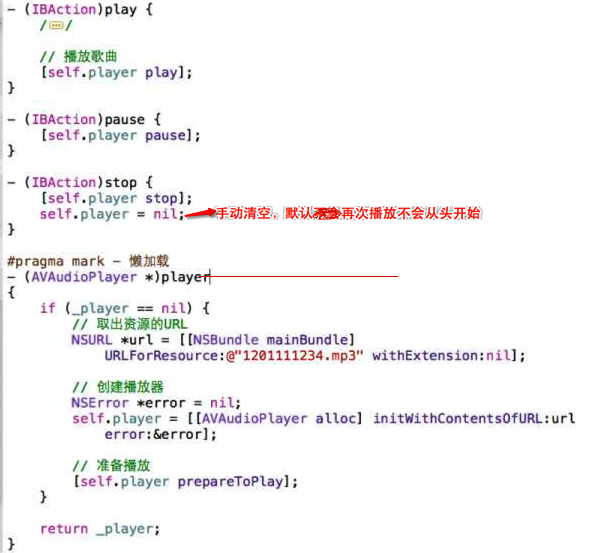 - (IBAction)play {
/.../
// 播放歌曲
[self.player play];
}
- (IBAction)pause {
[self.player pause];
}
- (IBAction)stop {
[self.player stop];
self.player = nil; 手动清空，默认再次播放不会从头开始
}
#pragma mark - 懒加载
- (AVAudioPlayer *)player
{
if (_player == nil) {
// 取出资源的URL
NSURL *url = [[NSBundle mainBundle]
URLForResource:@"1201111234.mp3" withExtension:nil];
// 创建播放器
NSError *error = nil;
self.player = [[AVAudioPlayer alloc] initWithContentsOfURL:url
error:&error];
// 准备播放
[self.player prepareToPlay];
}
return _player;
}